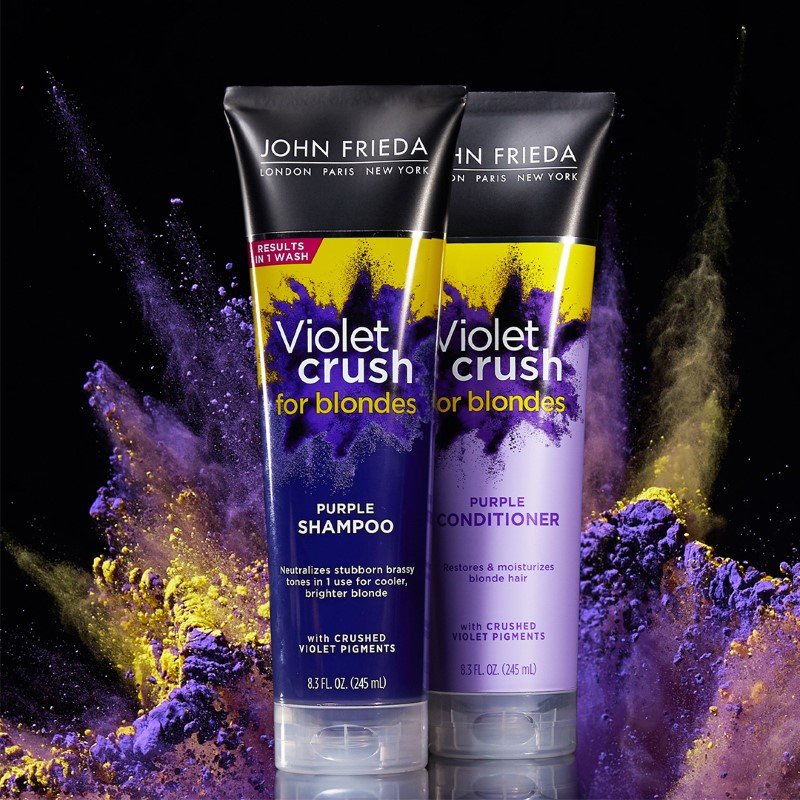 JOHN FRIEDA
LONDON PARIS NEW YORK
RESULTS
IN 1 WASH
Violet
crush
for blondes
PURPLE
SHAMPOO
Neutralizes stubborn brassy
tones in 1 use for cooler,
brighter blonde
with CRUSHED
VIOLET PIGMENTS
8.3 FL. OZ. (245 mL)
HN FRIEDA
ON PARIS NEW YORK
Violet
crush
or blondes
PURPLE
CONDITIONER
Restores & moisturizes
blonde hair
with CRUSHED
VIOLET PIGMENTS
8.3 FL. OZ. (245 mL)